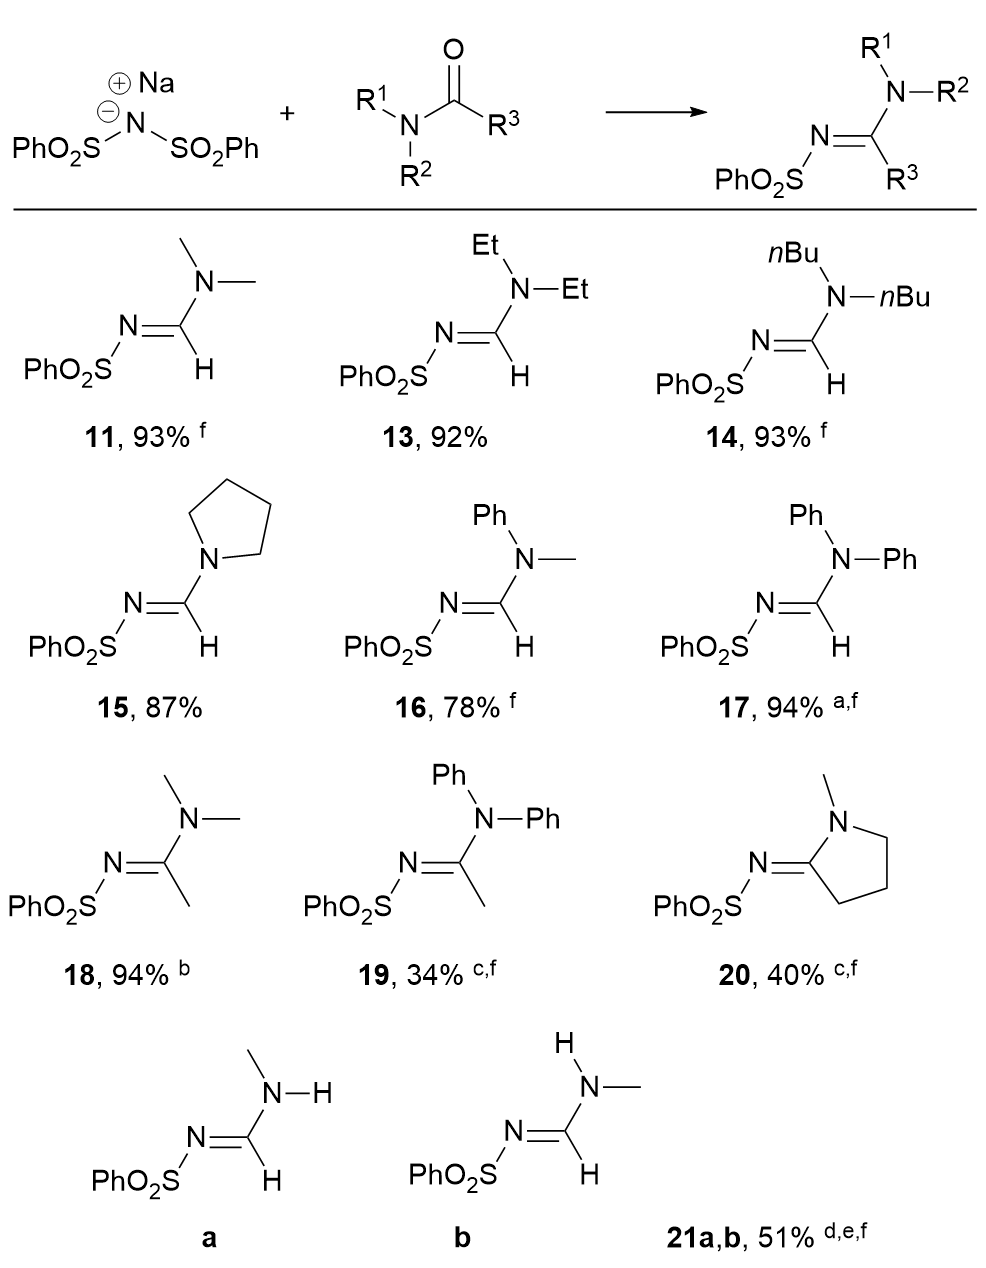 ⊕ Na
⊖ N
PhO2S SO2Ph
+
O
R1 N R3
R2
R1
N R2
N
PhO2S R3
N
N
PhO2S H
11, 93% f
Et
N Et
N
PhO2S H
13, 92%
nBu
N nBu
N
PhO2S H
14, 93% f
N
N
PhO2S H
15, 87%
Ph
N
N
PhO2S H
16, 78% f
Ph
N Ph
N
PhO2S H
17, 94% a,f
N
N
PhO2S
18, 94% b
Ph
N Ph
N
PhO2S
19, 34% c,f
N
N
PhO2S
20, 40% c,f
N H
N
PhO2S H
a
H
N
N
PhO2S H
b
21a,b, 51% d,e,f